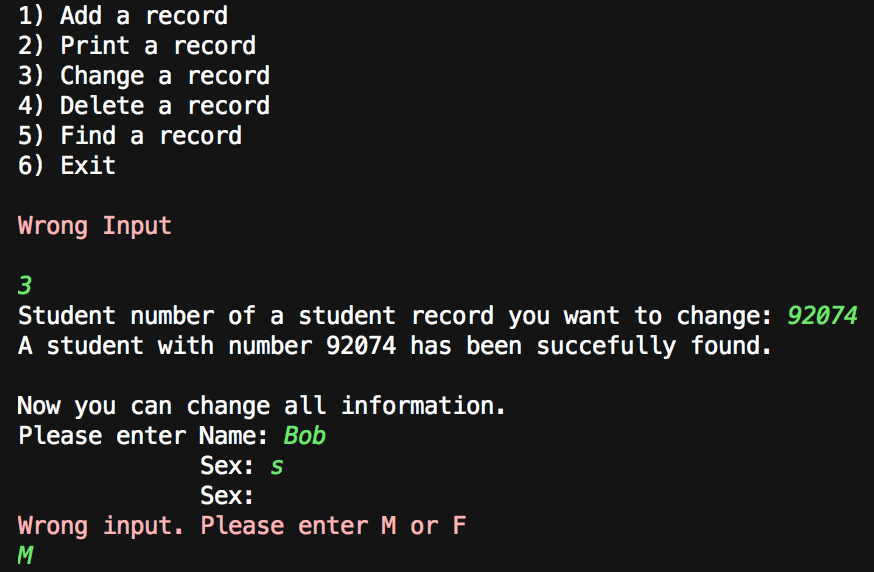 1) Add a record
2) Print a record
3) Change a record
4) Delete a record
5) Find a record
6) Exit
Wrong Input
3
Student number of a student record you want to change: 92074
A student with number 92074 has been succefully found.
Now you can change all information.
Please enter Name: Bob
Sex: s
Sex:
Wrong input. Please enter M or F
M